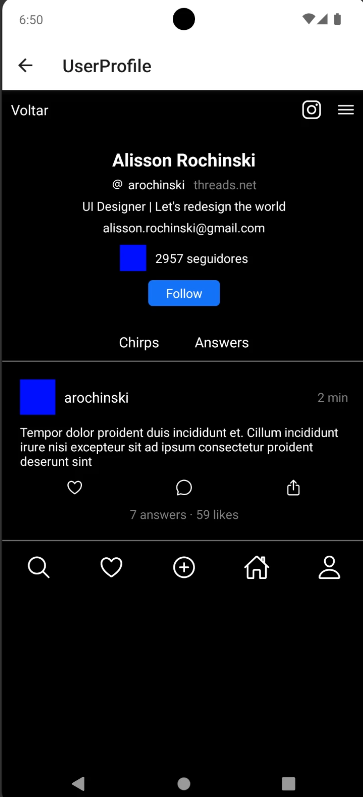 6:50
UserProfile
Voltar
Alisson Rochinski
@ arochinski threads.net
UI Designer | Let's redesign the world
alisson.rochinski@gmail.com
2957 seguidores
Follow
Chirps Answers
arochinski 2 min
Tempor dolor proident duis incididunt et. Cillum incididunt
irure nisi excepteur sit ad ipsum consectetur proident
deserunt sint
7 answers · 59 likes